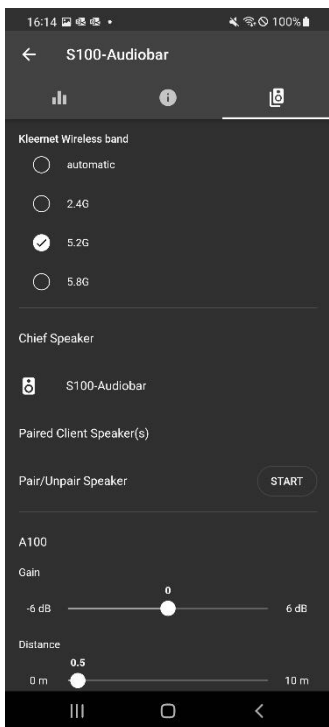 16:14 100%
S100-Audiobar
Kleernet Wireless band
automatic
2.4G
5.2G
5.8G
Chief Speaker
S100-Audiobar
Paired Client Speaker(s)
Pair/Unpair Speaker START
A100
Gain
0
-6 dB 6 dB
Distance
0.5
0 m 10 m